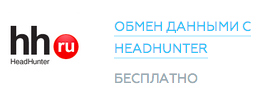 hh ru
HeadHunter
ОБМЕН ДАННЫМИ С
HEADHUNTER
БЕСПЛАТНО